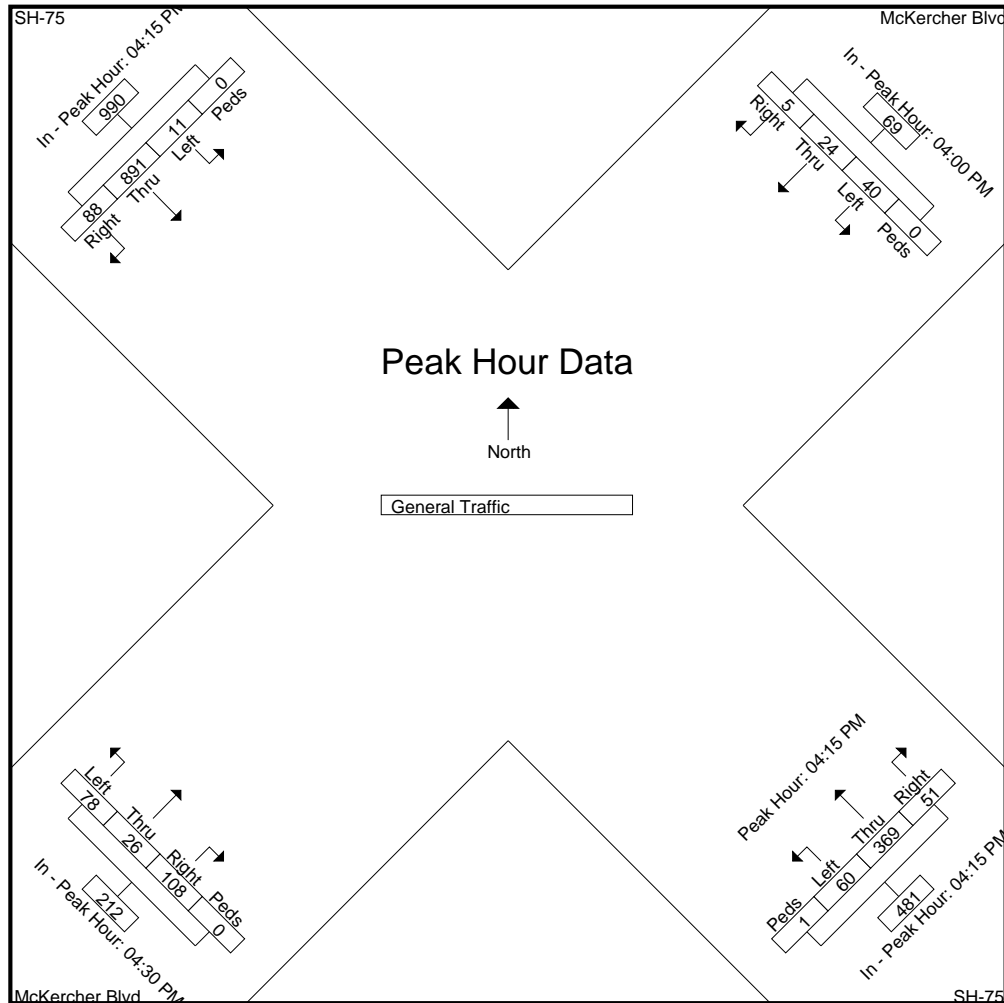 SH-75
McKercher Blvd
In - Peak Hour: 04:15 PM
990
0
11
891
88
Peds
Left
Thru
Right
In - Peak Hour: 04:00 PM
69
5
24
40
0
Right
Thru
Left
Peds
Peak Hour Data
North
General Traffic
Left
Thru
Right
Peds
78
26
108
0
212
In - Peak Hour: 04:30 PM
McKercher Blvd
Peak Hour: 04:15 PM
Right
Thru
Left
Peds
51
369
60
1
481
In - Peak Hour: 04:15 PM
SH-75